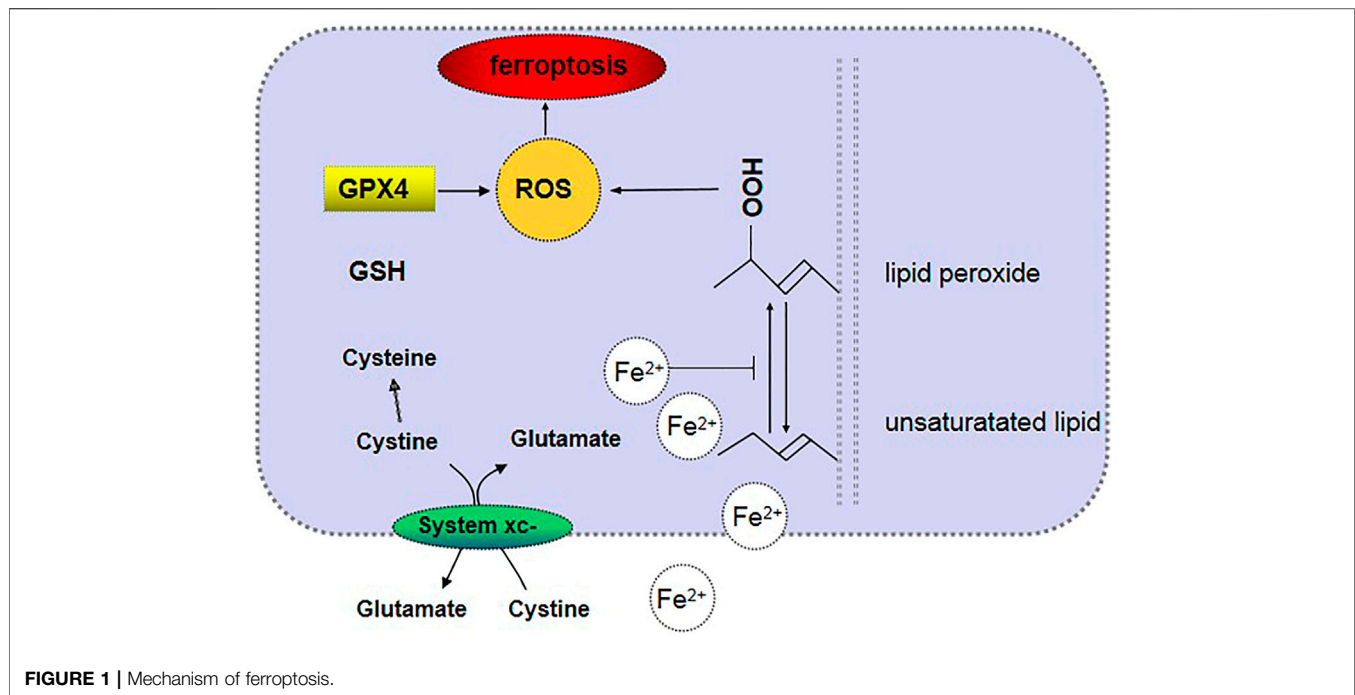 ferroptosis
GPX4
ROS
HOO
GSH
lipid peroxide
Cysteine
Fe²⁺
Cystine
Glutamate
Fe²⁺
unsaturatated lipid
Fe²⁺
System xc-
Glutamate
Cystine
Fe²⁺
FIGURE 1 | Mechanism of ferroptosis.